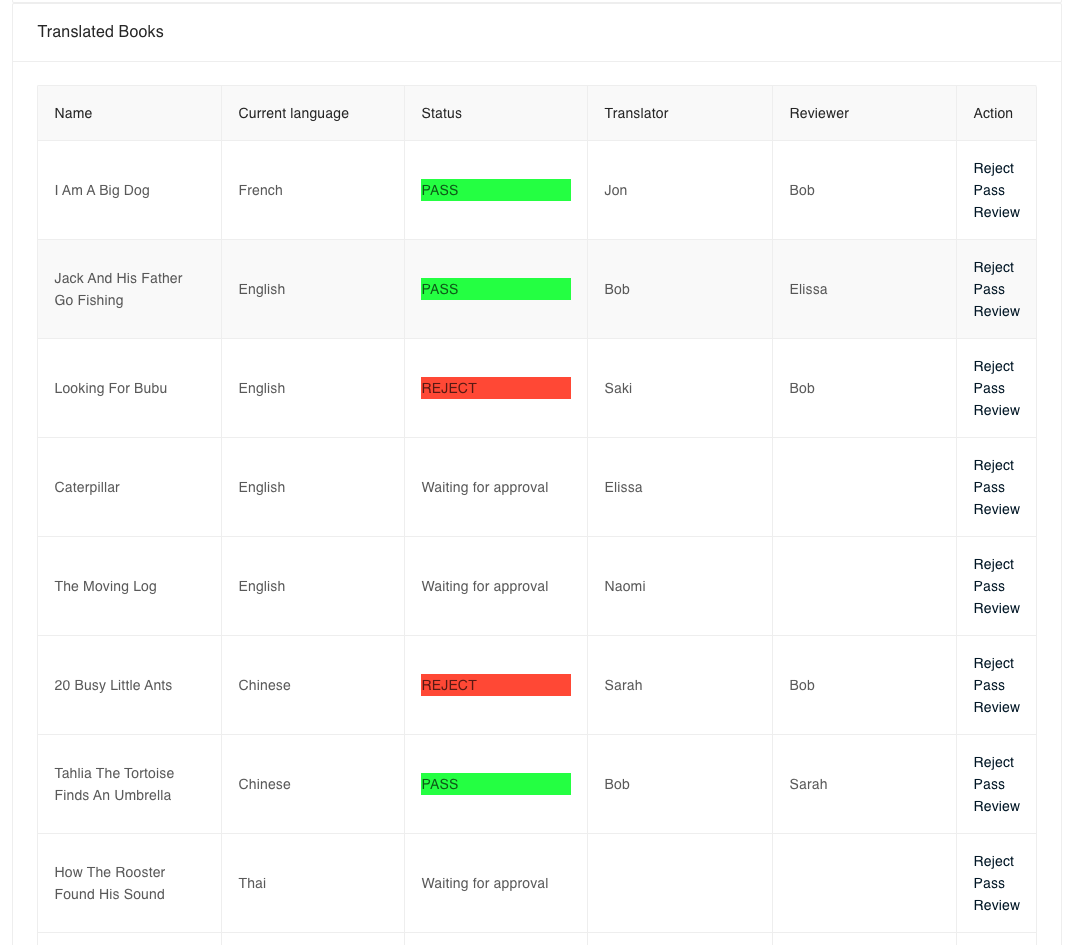 Translated Books
Name Current language Status Translator Reviewer Action
I Am A Big Dog French PASS Jon Bob Reject
Pass
Review
Jack And His Father
Go Fishing English PASS Bob Elissa Reject
Pass
Review
Looking For Bubu English REJECT Saki Bob Reject
Pass
Review
Caterpillar English Waiting for approval Elissa Reject
Pass
Review
The Moving Log English Waiting for approval Naomi Reject
Pass
Review
20 Busy Little Ants Chinese REJECT Sarah Bob Reject
Pass
Review
Tahlia The Tortoise
Finds An Umbrella Chinese PASS Bob Sarah Reject
Pass
Review
How The Rooster
Found His Sound Thai Waiting for approval Reject
Pass
Review